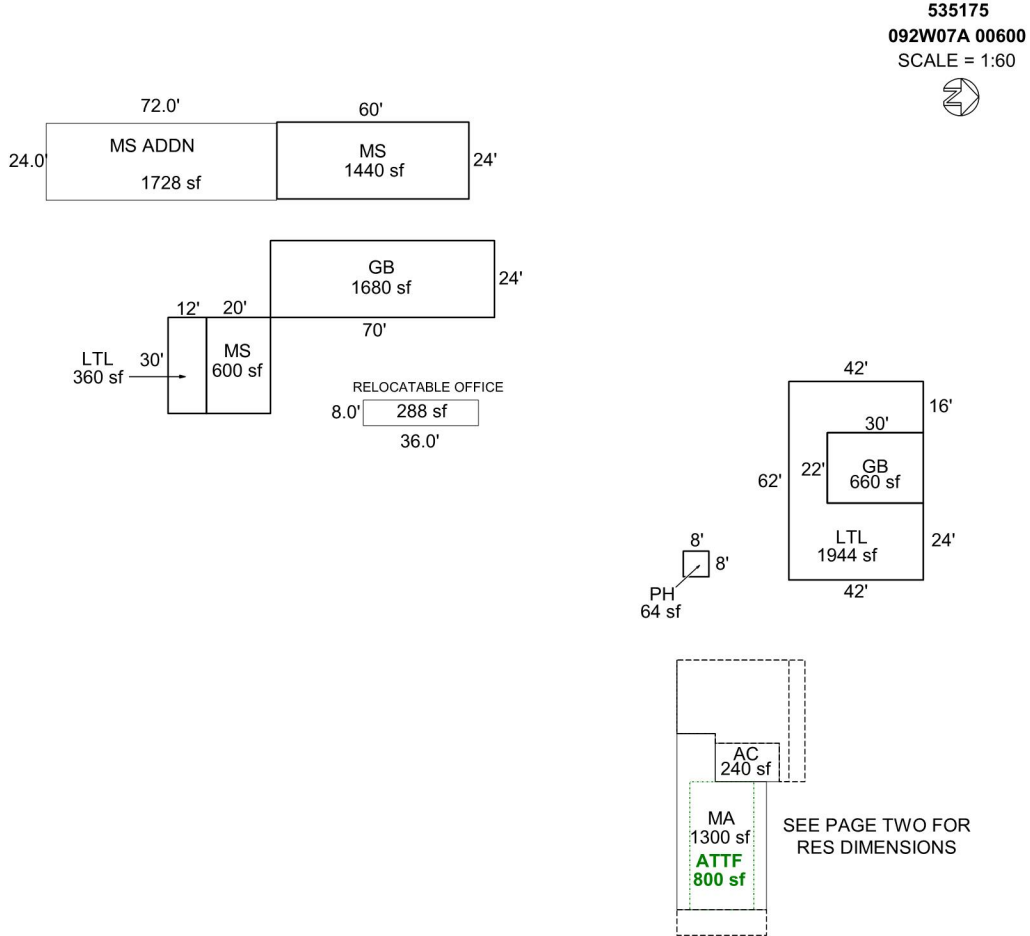 535175
092W07A 00600
SCALE = 1:60
N
72.0'
60'
24.0'
MS ADDN
1728 sf
MS
1440 sf
24'
GB
1680 sf
24'
12'
20'
70'
LTL
360 sf
30'
MS
600 sf
RELOCATABLE OFFICE
8.0'
288 sf
36.0'
42'
16'
30'
62'
22'
GB
660 sf
LTL
1944 sf
24'
42'
8'
8'
PH
64 sf
AC
240 sf
MA
1300 sf
ATTF
800 sf
SEE PAGE TWO FOR
RES DIMENSIONS